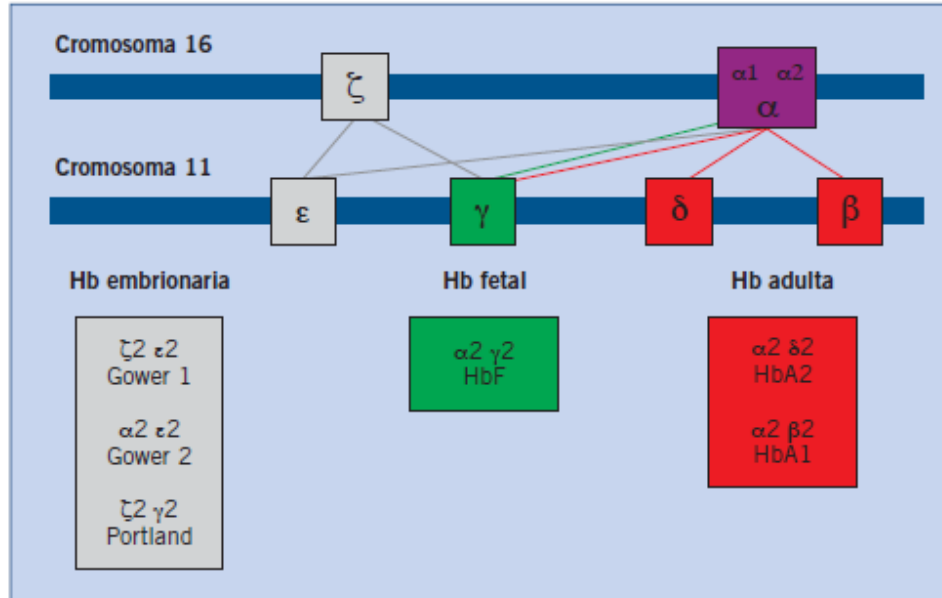 Cromosoma 16
ζ
α1 α2
α
Cromosoma 11
ε
γ
δ
β
Hb embrionaria
ζ2 ε2
Gower 1
α2 ε2
Gower 2
ζ2 γ2
Portland
Hb fetal
α2 γ2
HbF
Hb adulta
α2 δ2
HbA2
α2 β2
HbA1